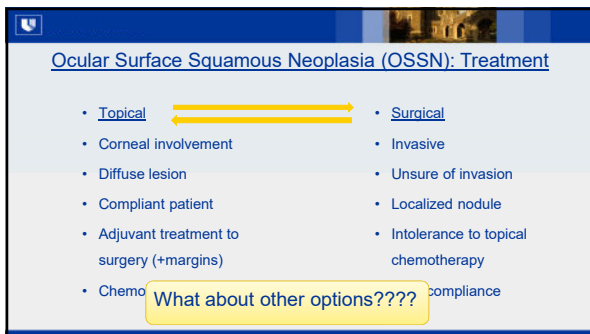 Ocular Surface Squamous Neoplasia (OSSN): Treatment
• Topical
• Corneal involvement
• Diffuse lesion
• Compliant patient
• Adjuvant treatment to
surgery (+margins)
• Chemo
• Surgical
• Invasive
• Unsure of invasion
• Localized nodule
• Intolerance to topical
chemotherapy
compliance
What about other options????